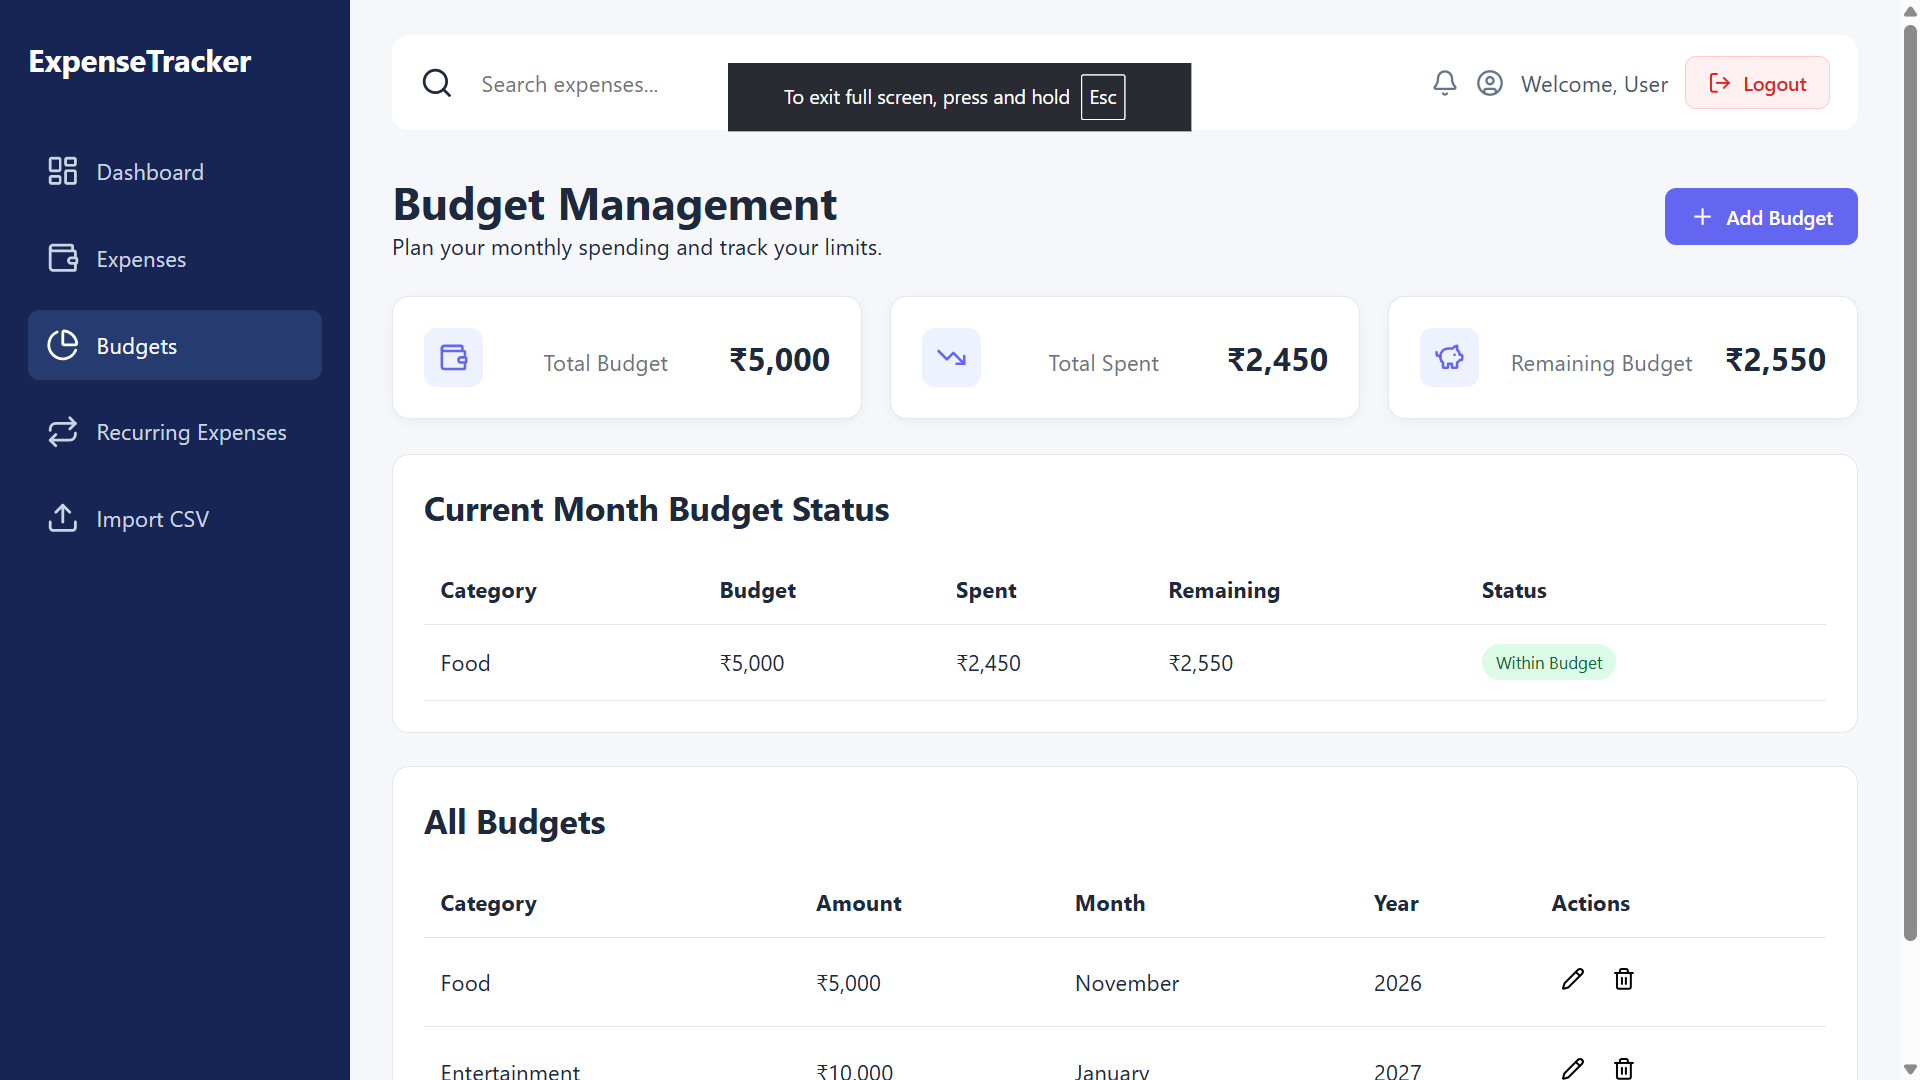 ExpenseTracker
Dashboard
Expenses
Budgets
Recurring Expenses
Import CSV
Search expenses...
To exit full screen, press and hold Esc
Welcome, User
Logout
Budget Management
Plan your monthly spending and track your limits.
+ Add Budget
Total Budget ₹5,000
Total Spent ₹2,450
Remaining Budget ₹2,550
Current Month Budget Status
Category Budget Spent Remaining Status
Food ₹5,000 ₹2,450 ₹2,550 Within Budget
All Budgets
Category Amount Month Year Actions
Food ₹5,000 November 2026
Entertainment ₹10,000 January 2027